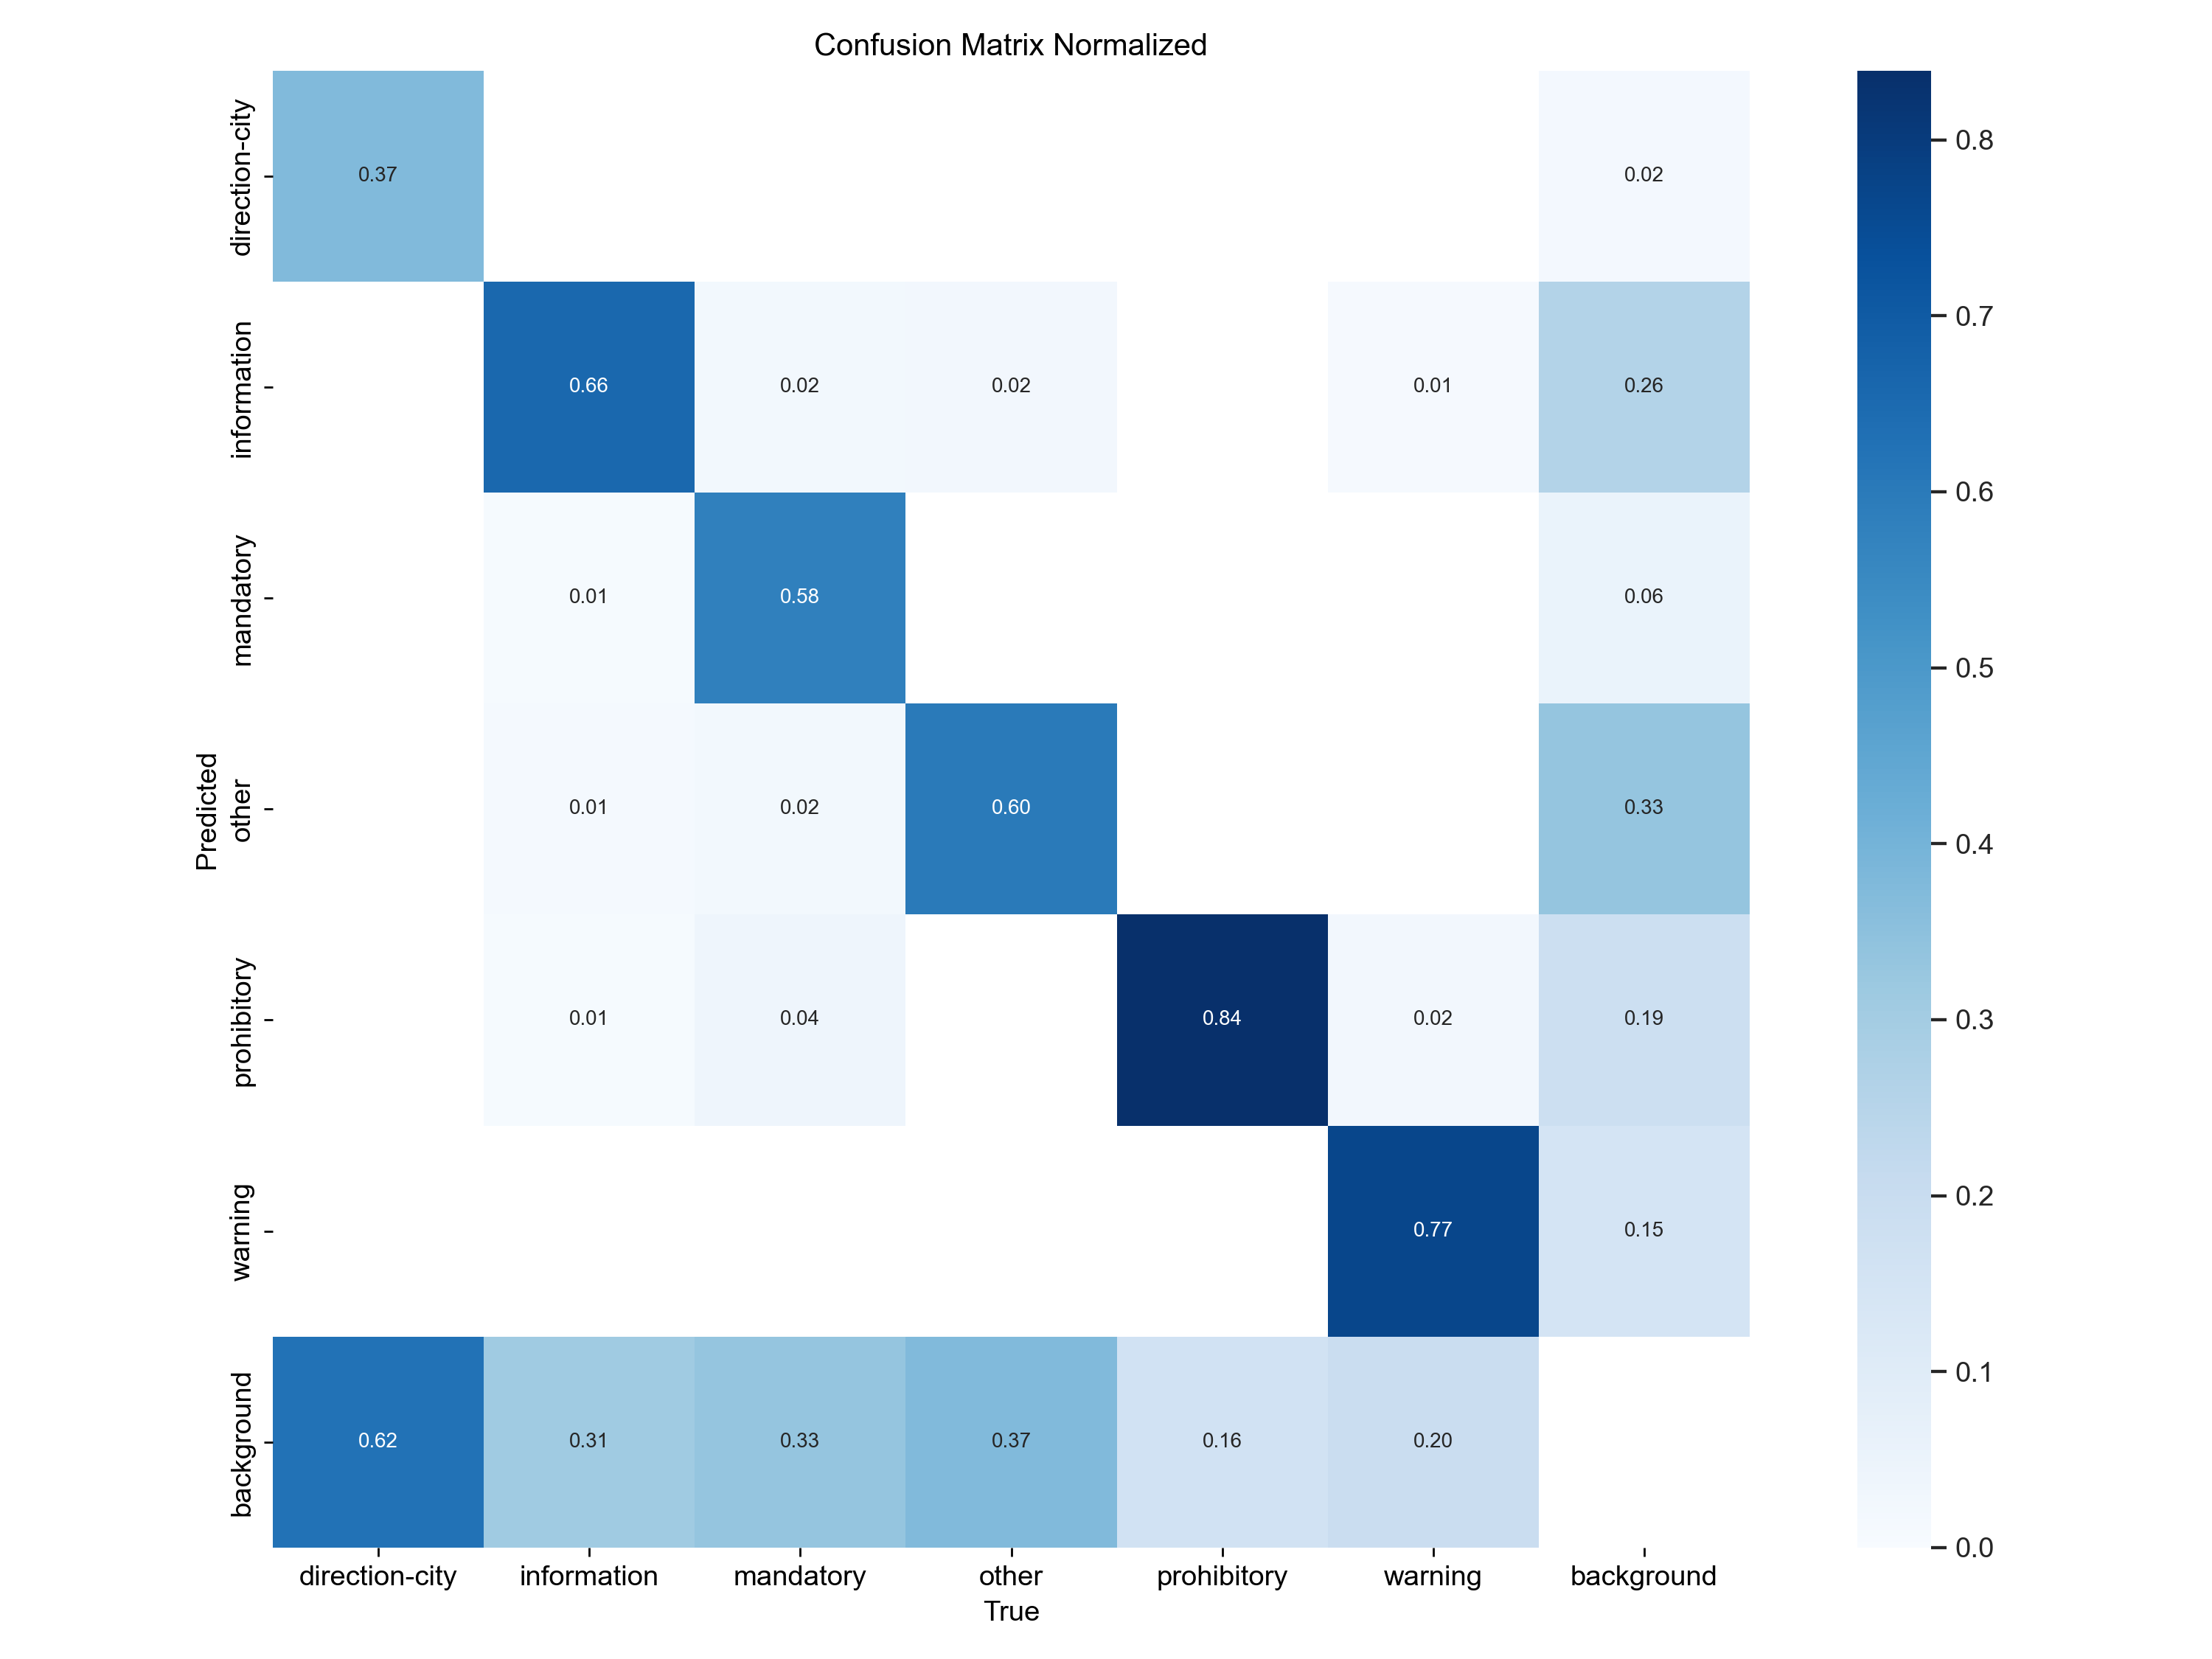 Confusion Matrix Normalized
Predicted
direction-city
0.37
0.02
information
0.66
0.02
0.02
0.01
0.26
mandatory
0.01
0.58
0.06
other
0.01
0.02
0.60
0.33
prohibitory
0.01
0.04
0.84
0.02
0.19
warning
0.77
0.15
background
0.62
0.31
0.33
0.37
0.16
0.20
direction-city
information
mandatory
other
prohibitory
warning
background
True
0.8
0.7
0.6
0.5
0.4
0.3
0.2
0.1
0.0